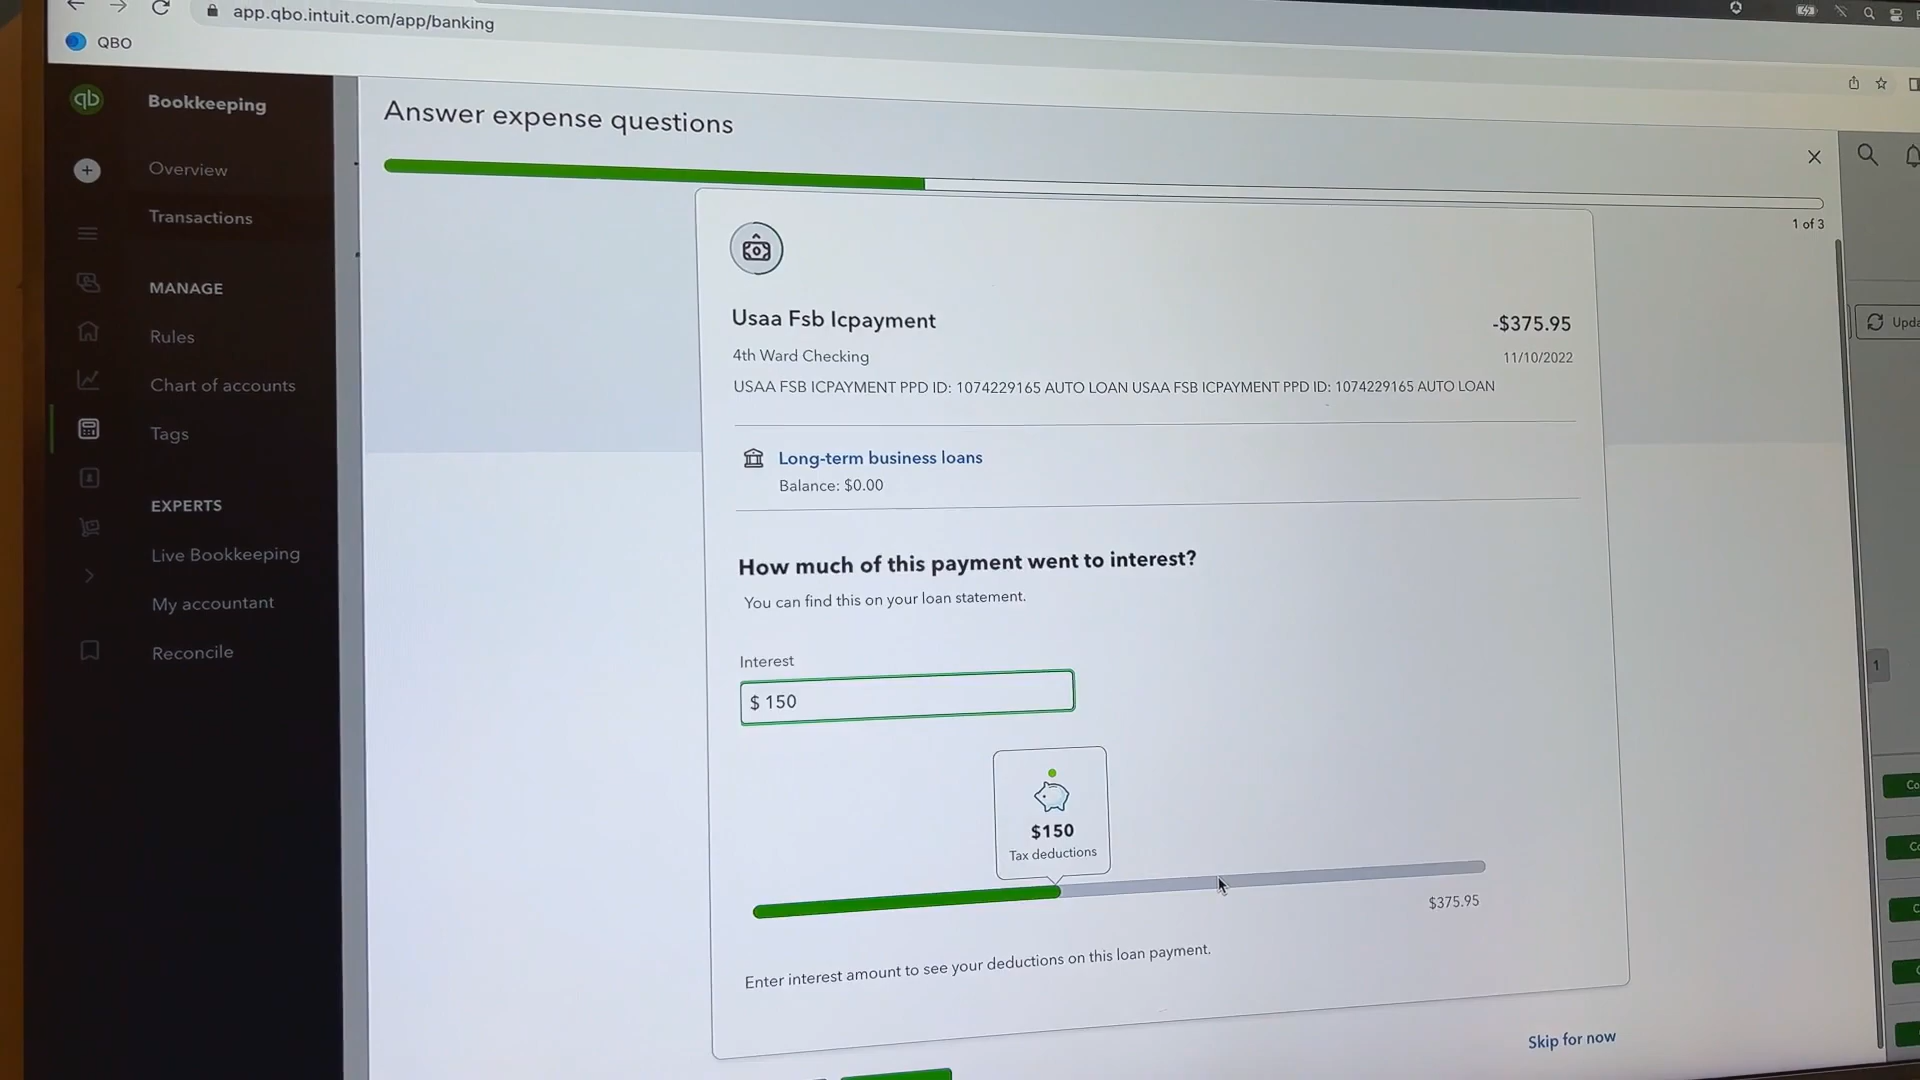 app.qbo.intuit.com/app/banking
QBO
qb
Bookkeeping
Overview
Transactions
MANAGE
Rules
Chart of accounts
Tags
EXPERTS
Live Bookkeeping
My accountant
Reconcile
Answer expense questions
1 of 3
Usaa Fsb Icpayment
-$375.95
4th Ward Checking
11/10/2022
USAA FSB ICPAYMENT PPD ID: 1074229165 AUTO LOAN USAA FSB ICPAYMENT PPD ID: 1074229165 AUTO LOAN
Long-term business loans
Balance: $0.00
How much of this payment went to interest?
You can find this on your loan statement.
Interest
$ 150
$150
Tax deductions
$375.95
Enter interest amount to see your deductions on this loan payment.
Skip for now
1